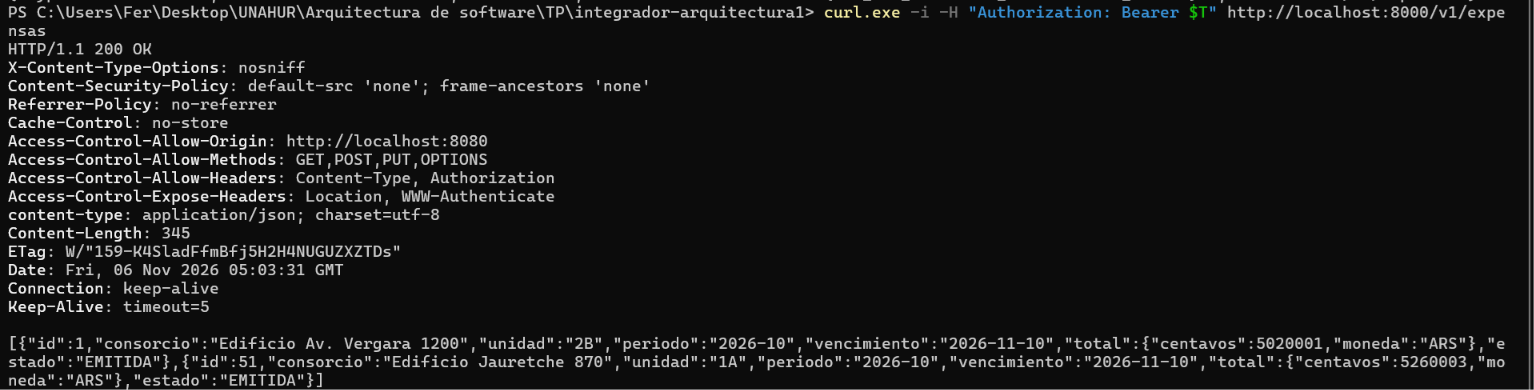 PS C:\Users\Fer\Desktop\UNAHUR\Arquitectura de software\TP\integrador-arquitectura1> curl.exe -i -H "Authorization: Bearer $T" http://localhost:8000/v1/expe
nsas
HTTP/1.1 200 OK
X-Content-Type-Options: nosniff
Content-Security-Policy: default-src 'none'; frame-ancestors 'none'
Referrer-Policy: no-referrer
Cache-Control: no-store
Access-Control-Allow-Origin: http://localhost:8080
Access-Control-Allow-Methods: GET,POST,PUT,OPTIONS
Access-Control-Allow-Headers: Content-Type, Authorization
Access-Control-Expose-Headers: Location, WWW-Authenticate
content-type: application/json; charset=utf-8
Content-Length: 345
ETag: W/"159-K4SladFfmBfj5H2H4NUGUZXZTDs"
Date: Fri, 06 Nov 2026 05:03:31 GMT
Connection: keep-alive
Keep-Alive: timeout=5
[{"id":1,"consorcio":"Edificio Av. Vergara 1200","unidad":"2B","periodo":"2026-10","vencimiento":"2026-11-10","total":{"centavos":5020001,"moneda":"ARS"},"e
stado":"EMITIDA"},{"id":51,"consorcio":"Edificio Jauretche 870","unidad":"1A","periodo":"2026-10","vencimiento":"2026-11-10","total":{"centavos":5260003,"mo
neda":"ARS"},"estado":"EMITIDA"}]